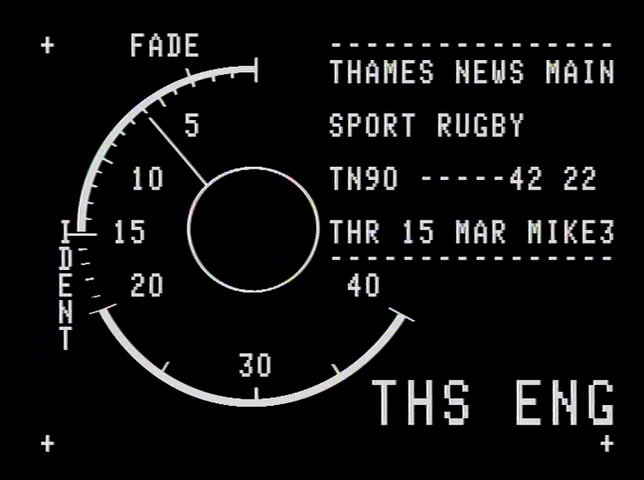 FADE
THAMES NEWS MAIN
SPORT RUGBY
TN90 -----42 22
THR 15 MAR MIKE3
5
10
15
20
30
40
IDENT
THS ENG